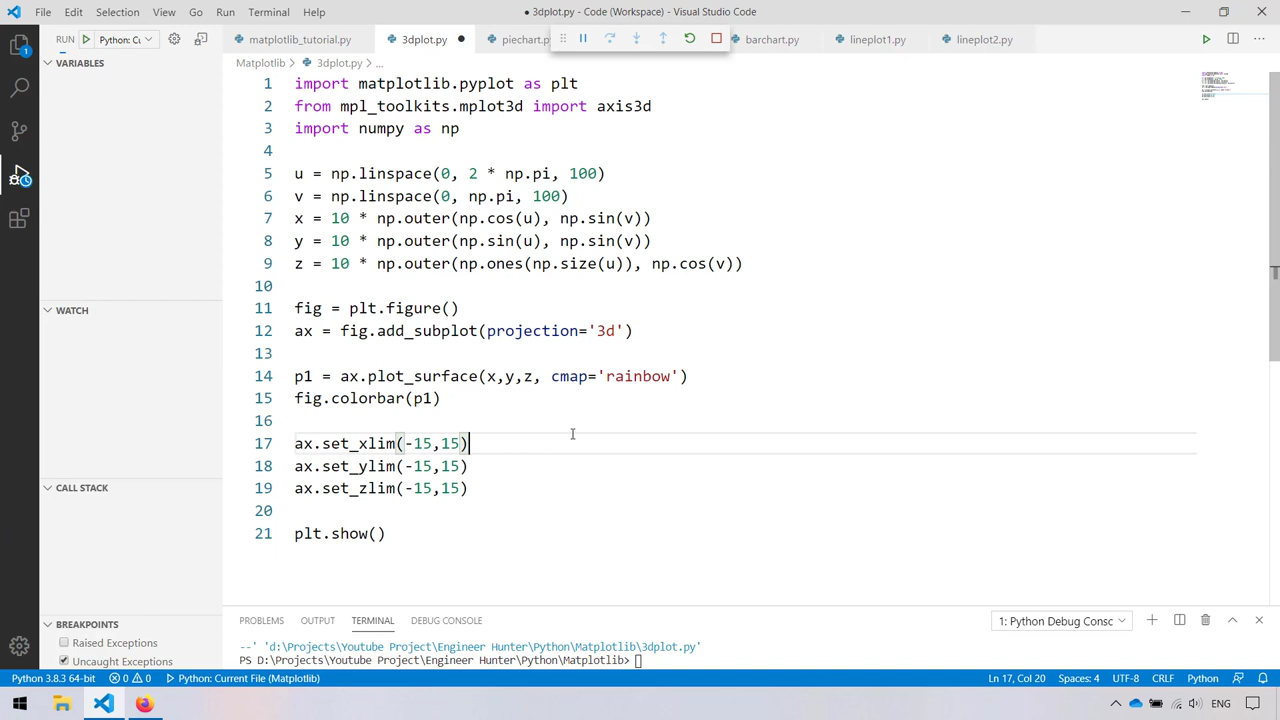 File Edit Selection View Go Run Terminal Help
● 3dplot.py - Code (Workspace) - Visual Studio Code
RUN Python: Cu
matplotlib_tutorial.py
3dplot.py ●
piechart.p
barchart.py
lineplot1.py
lineplot2.py
VARIABLES
Matplotlib > 3dplot.py > ...
1 import matplotlib.pyplot as plt
2 from mpl_toolkits.mplot3d import axis3d
3 import numpy as np
4
5 u = np.linspace(0, 2 * np.pi, 100)
6 v = np.linspace(0, np.pi, 100)
7 x = 10 * np.outer(np.cos(u), np.sin(v))
8 y = 10 * np.outer(np.sin(u), np.sin(v))
9 z = 10 * np.outer(np.ones(np.size(u)), np.cos(v))
10
11 fig = plt.figure()
12 ax = fig.add_subplot(projection='3d')
13
14 p1 = ax.plot_surface(x,y,z, cmap='rainbow')
15 fig.colorbar(p1)
16
17 ax.set_xlim(-15,15)
18 ax.set_ylim(-15,15)
19 ax.set_zlim(-15,15)
20
21 plt.show()
WATCH
CALL STACK
BREAKPOINTS
Raised Exceptions
Uncaught Exceptions
PROBLEMS OUTPUT TERMINAL DEBUG CONSOLE
1: Python Debug Consc
--' 'd:\Projects\Youtube Project\Engineer Hunter\Python\Matplotlib\3dplot.py'
PS D:\Projects\Youtube Project\Engineer Hunter\Python\Matplotlib>
Python 3.8.3 64-bit 0 0 Python: Current File (Matplotlib)
Ln 17, Col 20 Spaces: 4 UTF-8 CRLF Python
ENG